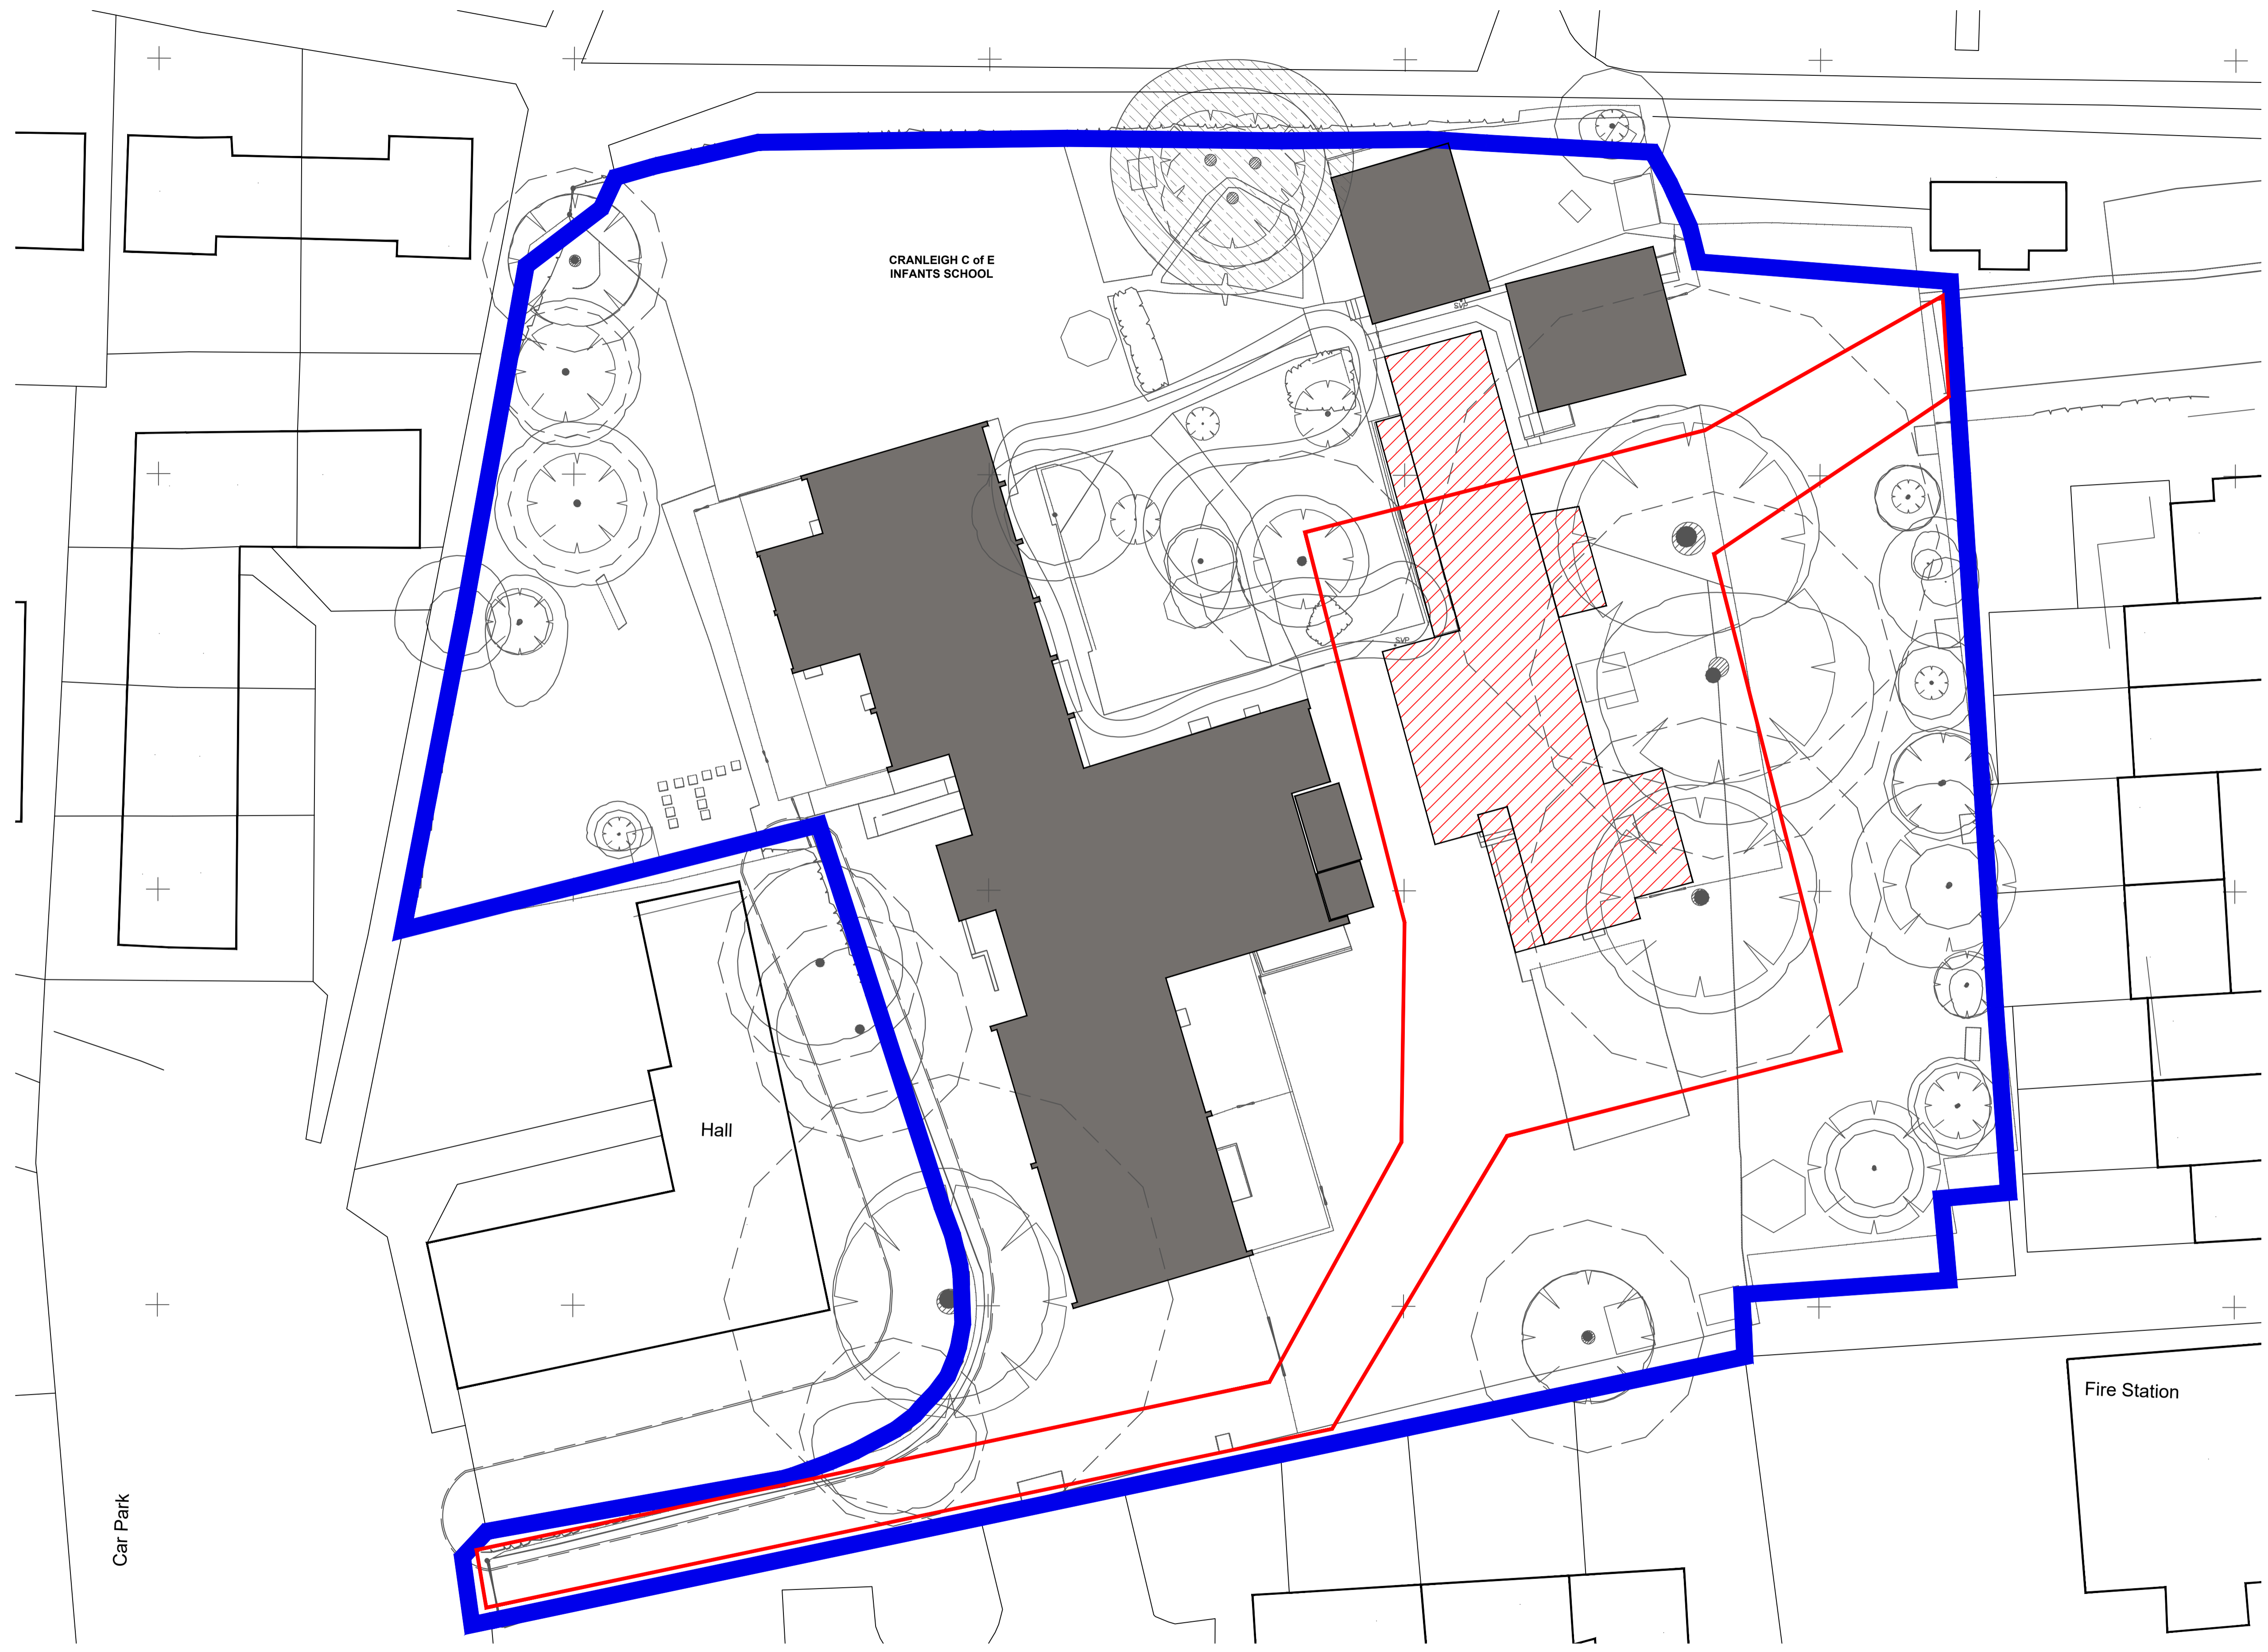 CRANLEIGH C of E
INFANTS SCHOOL
SVP
SVP
Hall
Fire Station
Car Park